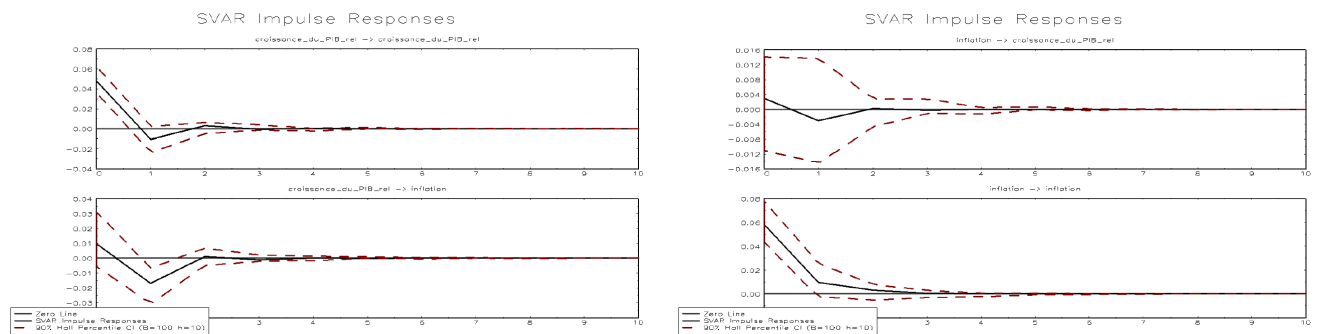 SVAR Impulse Responses
croissance_du_PIB_rel -> croissance_du_PIB_rel
0.08
0.06
0.04
0.02
0.00
-0.02
-0.04
0 1 2 3 4 5 6 7 8 9 10
croissance_du_PIB_rel -> inflation
0.04
0.03
0.02
0.01
0.00
-0.01
-0.02
-0.03
3 4 5 6 7 8 9 10
Zero Line
SVAR Impulse Responses
90% Hall Percentile CI (B=100 h=10)
SVAR Impulse Responses
inflation -> croissance_du_PIB_rel
0.016
0.012
0.008
0.004
0.000
-0.004
-0.008
-0.012
-0.016
0 1 2 3 4 5 6 7 8 9 10
inflation -> inflation
0.08
0.06
0.04
0.02
0.00
3 4 5 6 7 8 9 10
Zero Line
SVAR Impulse Responses
90% Hall Percentile CI (B=100 h=10)